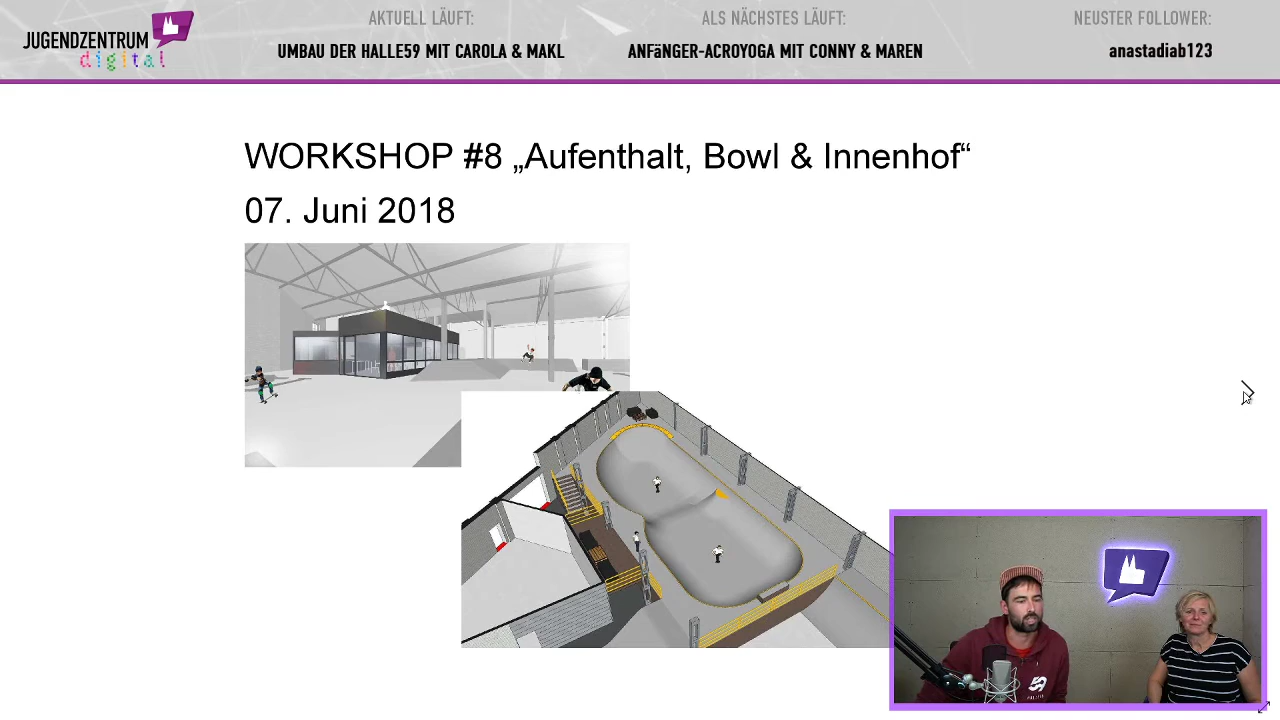 JUGENDZENTRUM
digital
AKTUELL LÄUFT:
UMBAU DER HALLE59 MIT CAROLA & MAKL
ALS NÄCHSTES LÄUFT:
ANFäNGER-ACROYOGA MIT CONNY & MAREN
NEUSTER FOLLOWER:
anastadiab123
WORKSHOP #8 „Aufenthalt, Bowl & Innenhof“
07. Juni 2018